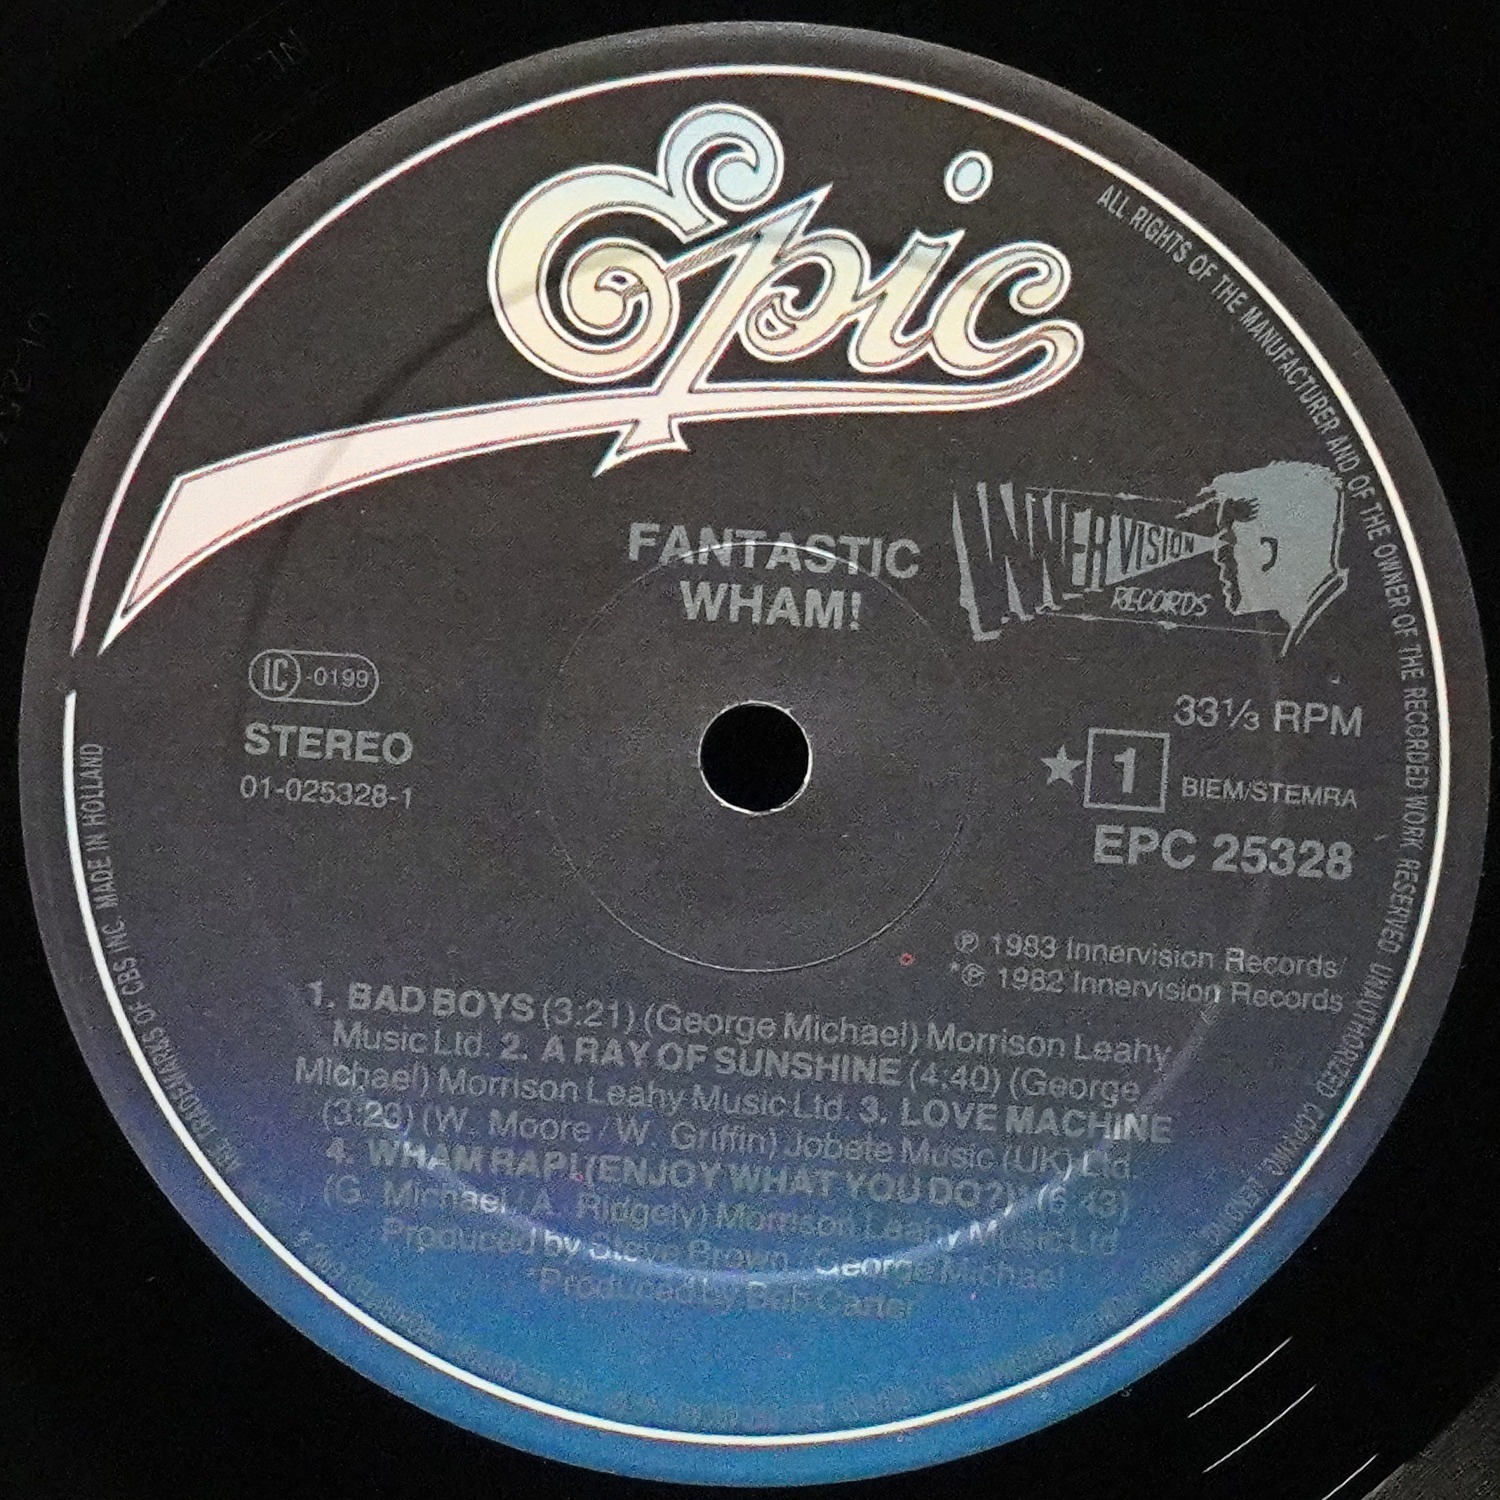 Epic
ALL RIGHTS OF THE MANUFACTURER AND OF THE OWNER OF THE RECORDED WORK RESERVED UNAUTHORIZED COPYING
FANTASTIC
WHAM!
INNERVISION
RECORDS
IC -0199
STEREO
01-025328-1
33⅓ RPM
★ 1 BIEM/STEMRA
EPC 25328
℗ 1983 Innervision Records/
*℗ 1982 Innervision Records
1. BAD BOYS (3:21) (George Michael) Morrison Leahy
Music Ltd. 2. A RAY OF SUNSHINE (4:40) (George
Michael) Morrison Leahy Music Ltd. 3. LOVE MACHINE
(3:23) (W. Moore/W. Griffin) Jobete Music (UK) Ltd.
4. WHAM RAP! (ENJOY WHAT YOU DO?)* (6:43)
(G. Michael/A. Ridgely) Morrison Leahy Music Ltd
Produced by Steve Brown/George Michael
*Produced by Bob Carter
ARE TRADEMARKS OF CBS INC. MADE IN HOLLAND